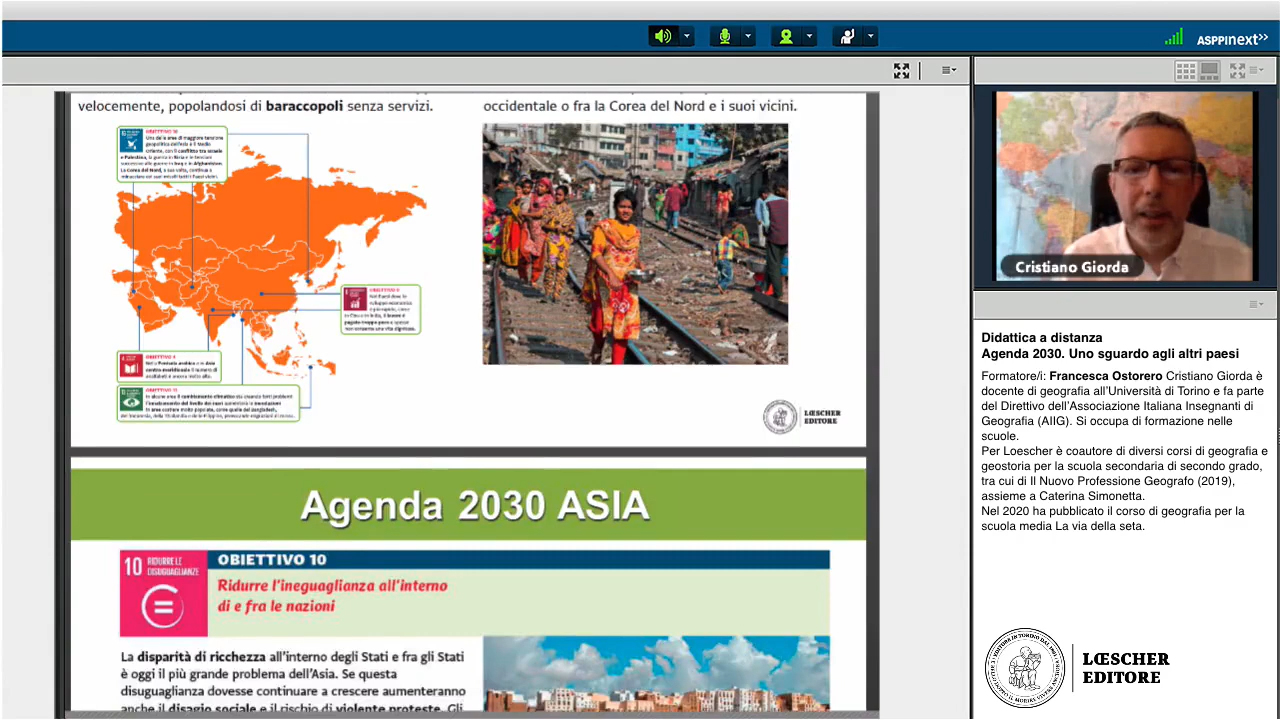 ASPPINEXT>>
velocemente, popolandosi di baraccopoli senza servizi.
occidentale o fra la Corea del Nord e i suoi vicini.
OBIETTIVO 4
LŒSCHER
EDITORE
Agenda 2030 ASIA
10 RIDURRE LE
DISUGUAGLIANZE
OBIETTIVO 10
Ridurre l'ineguaglianza all'interno
di e fra le nazioni
La disparità di ricchezza all'interno degli Stati e fra gli Stati
è oggi il più grande problema dell'Asia. Se questa
disuguaglianza dovesse continuare a crescere aumenteranno
anche il disagio sociale e il rischio di violente proteste. Gli
Cristiano Giorda
Didattica a distanza
Agenda 2030. Uno sguardo agli altri paesi
Formatore/i: Francesca Ostorero Cristiano Giorda è
docente di geografia all'Università di Torino e fa parte
del Direttivo dell'Associazione Italiana Insegnanti di
Geografia (AIIG). Si occupa di formazione nelle
scuole.
Per Loescher è coautore di diversi corsi di geografia e
geostoria per la scuola secondaria di secondo grado,
tra cui di Il Nuovo Professione Geografo (2019),
assieme a Caterina Simonetta.
Nel 2020 ha pubblicato il corso di geografia per la
scuola media La via della seta.
LŒSCHER
EDITORE